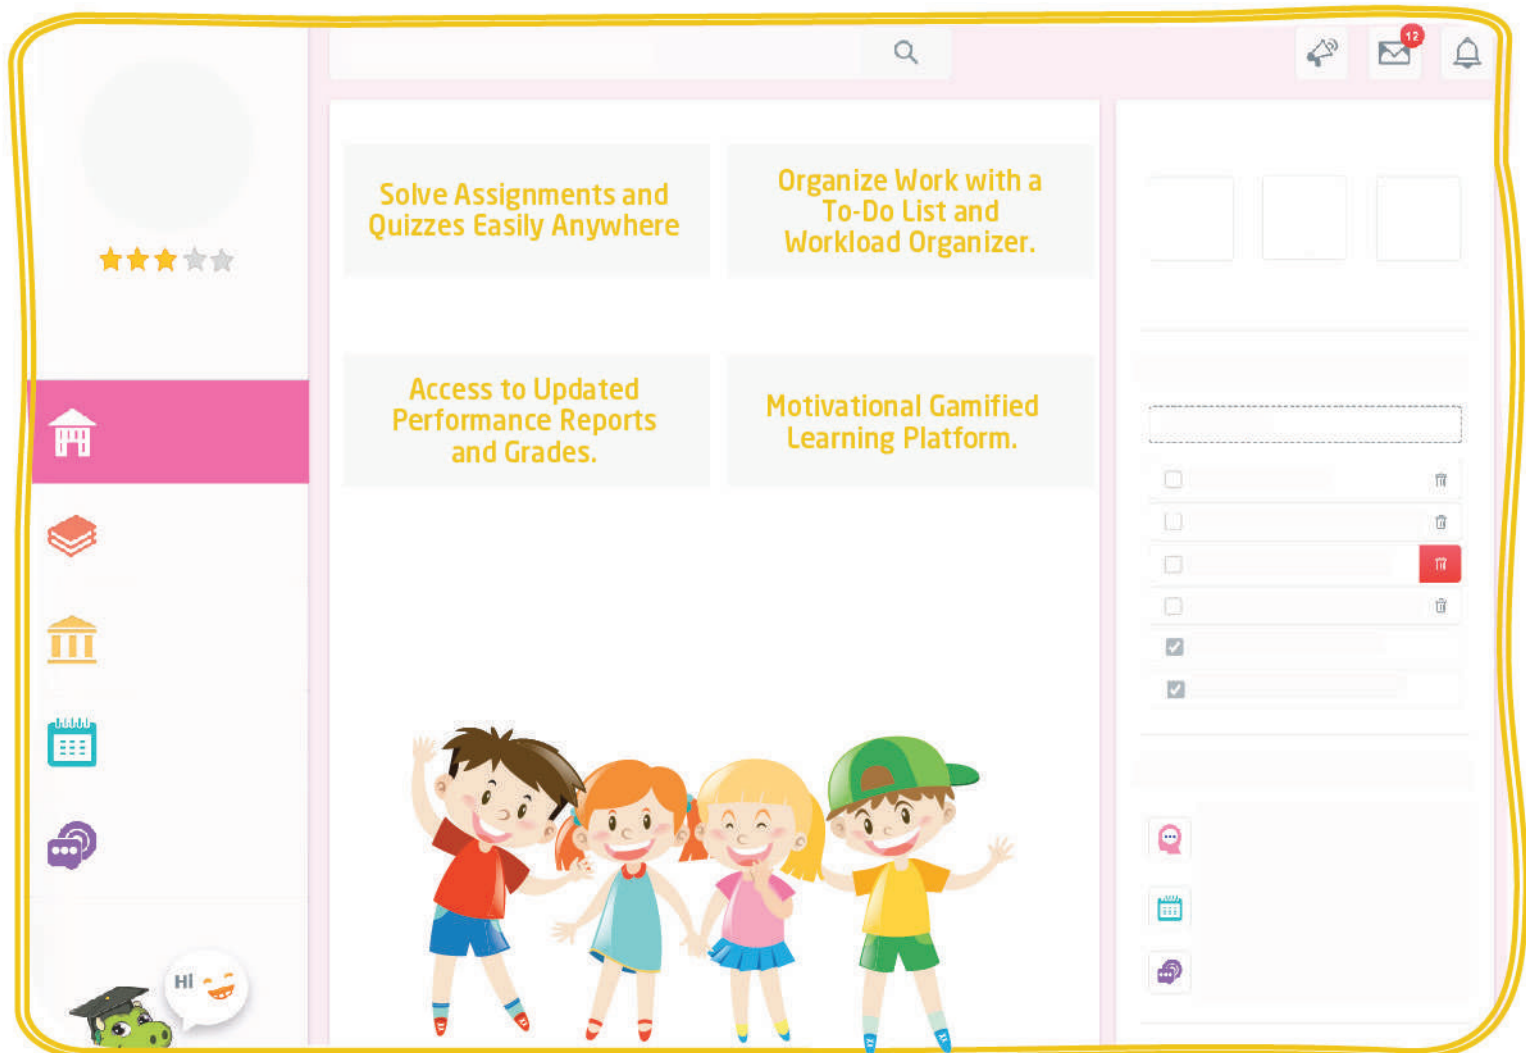 12
Solve Assignments and
Quizzes Easily Anywhere
Organize Work with a
To-Do List and
Workload Organizer.
Access to Updated
Performance Reports
and Grades.
Motivational Gamified
Learning Platform.
Hi